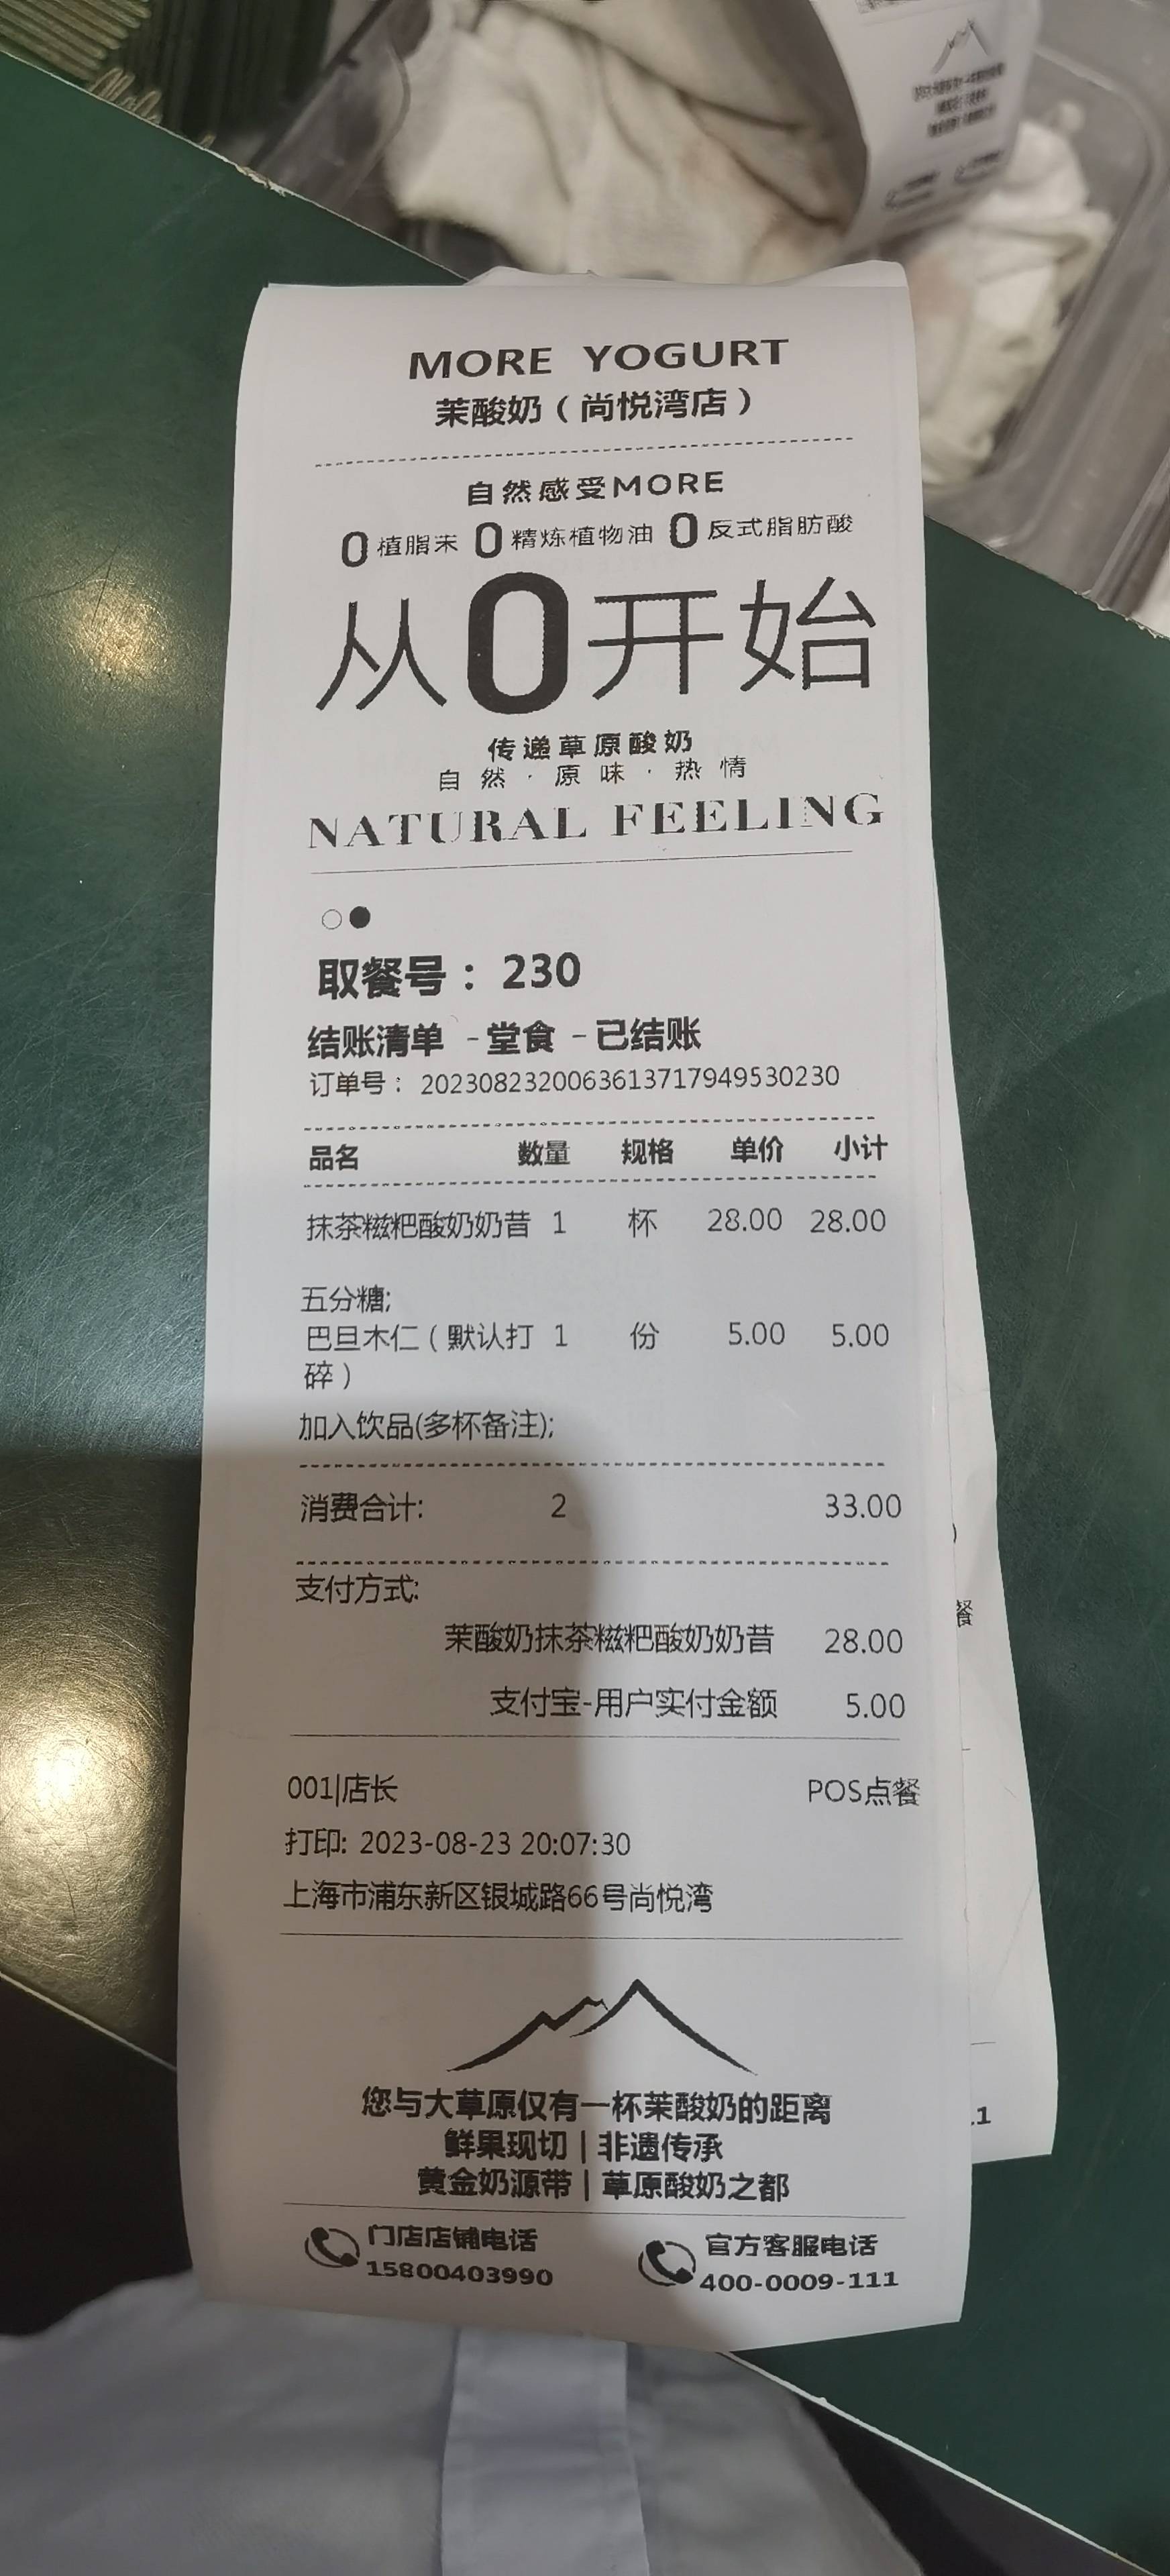 MORE YOGURT
茉酸奶（尚悦湾店）
自然感受MORE
0植脂末 0精炼植物油 0反式脂肪酸
从0开始
传递草原酸奶
自然·原味·热情
NATURAL FEELING
取餐号：230
结账清单 -堂食 -已结账
订单号：20230823200636137179495​30230
品名 数量 规格 单价 小计
抹茶糍粑酸奶奶昔 1 杯 28.00 28.00
五分糖;
巴旦木仁（默认打 1 份 5.00 5.00
碎）
加入饮品(多杯备注);
消费合计: 2 33.00
支付方式:
茉酸奶抹茶糍粑酸奶奶昔 28.00
支付宝-用户实付金额 5.00
001|店长 POS点餐
打印: 2023-08-23 20:07:30
上海市浦东新区银城路66号尚悦湾
您与大草原仅有一杯茉酸奶的距离
鲜果现切|非遗传承
黄金奶源带|草原酸奶之都
门店店铺电话 官方客服电话
15800403990 400-0009-111
餐
.1